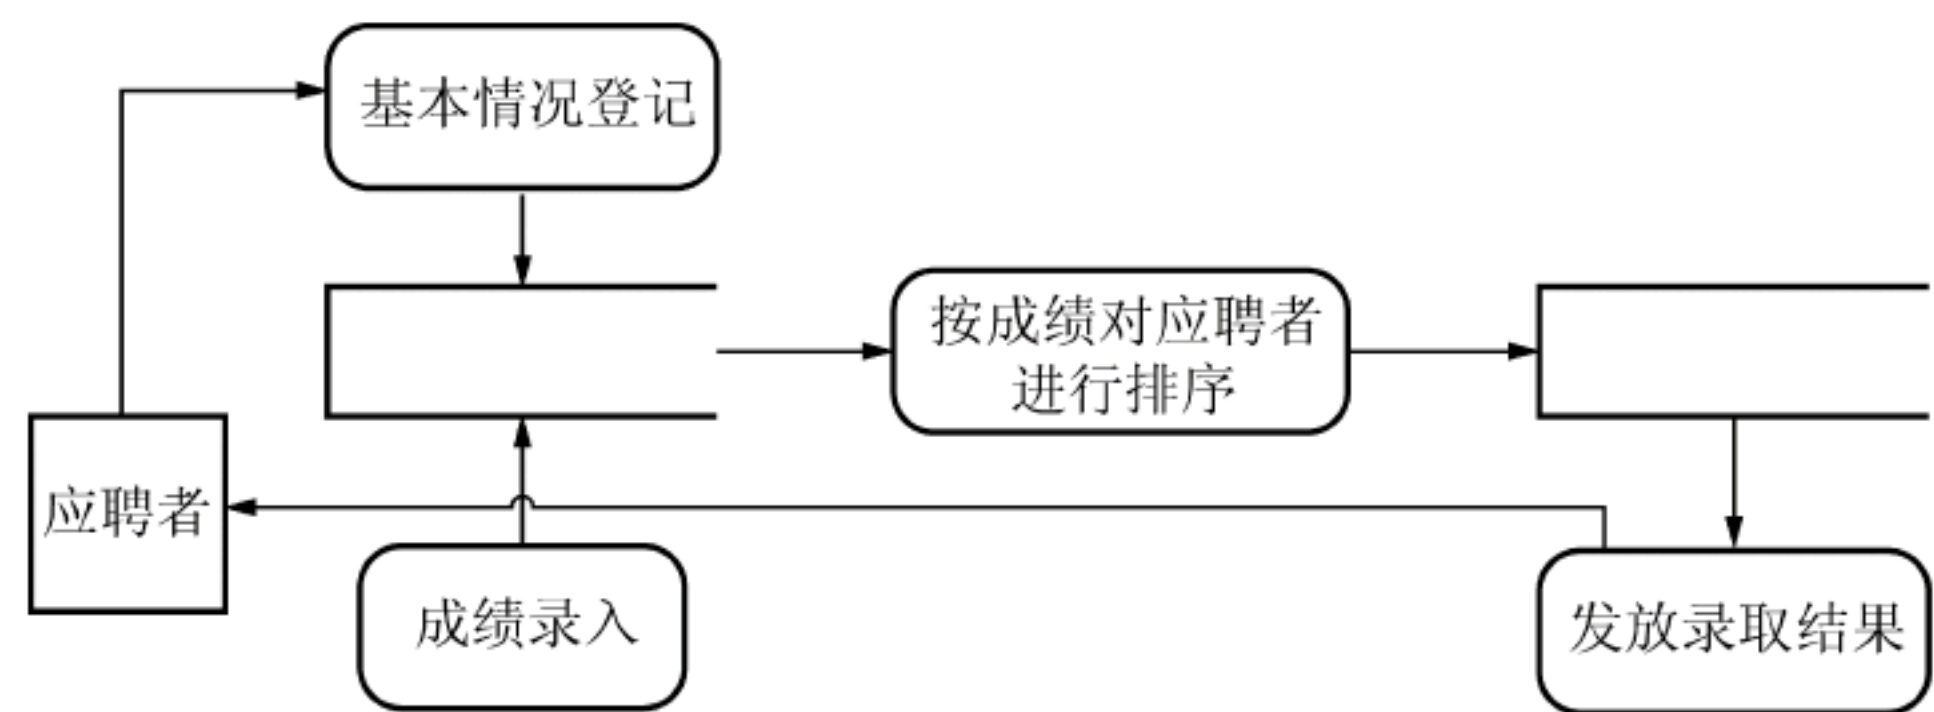 基本情况登记
按成绩对应聘者
进行排序
应聘者
成绩录入
发放录取结果